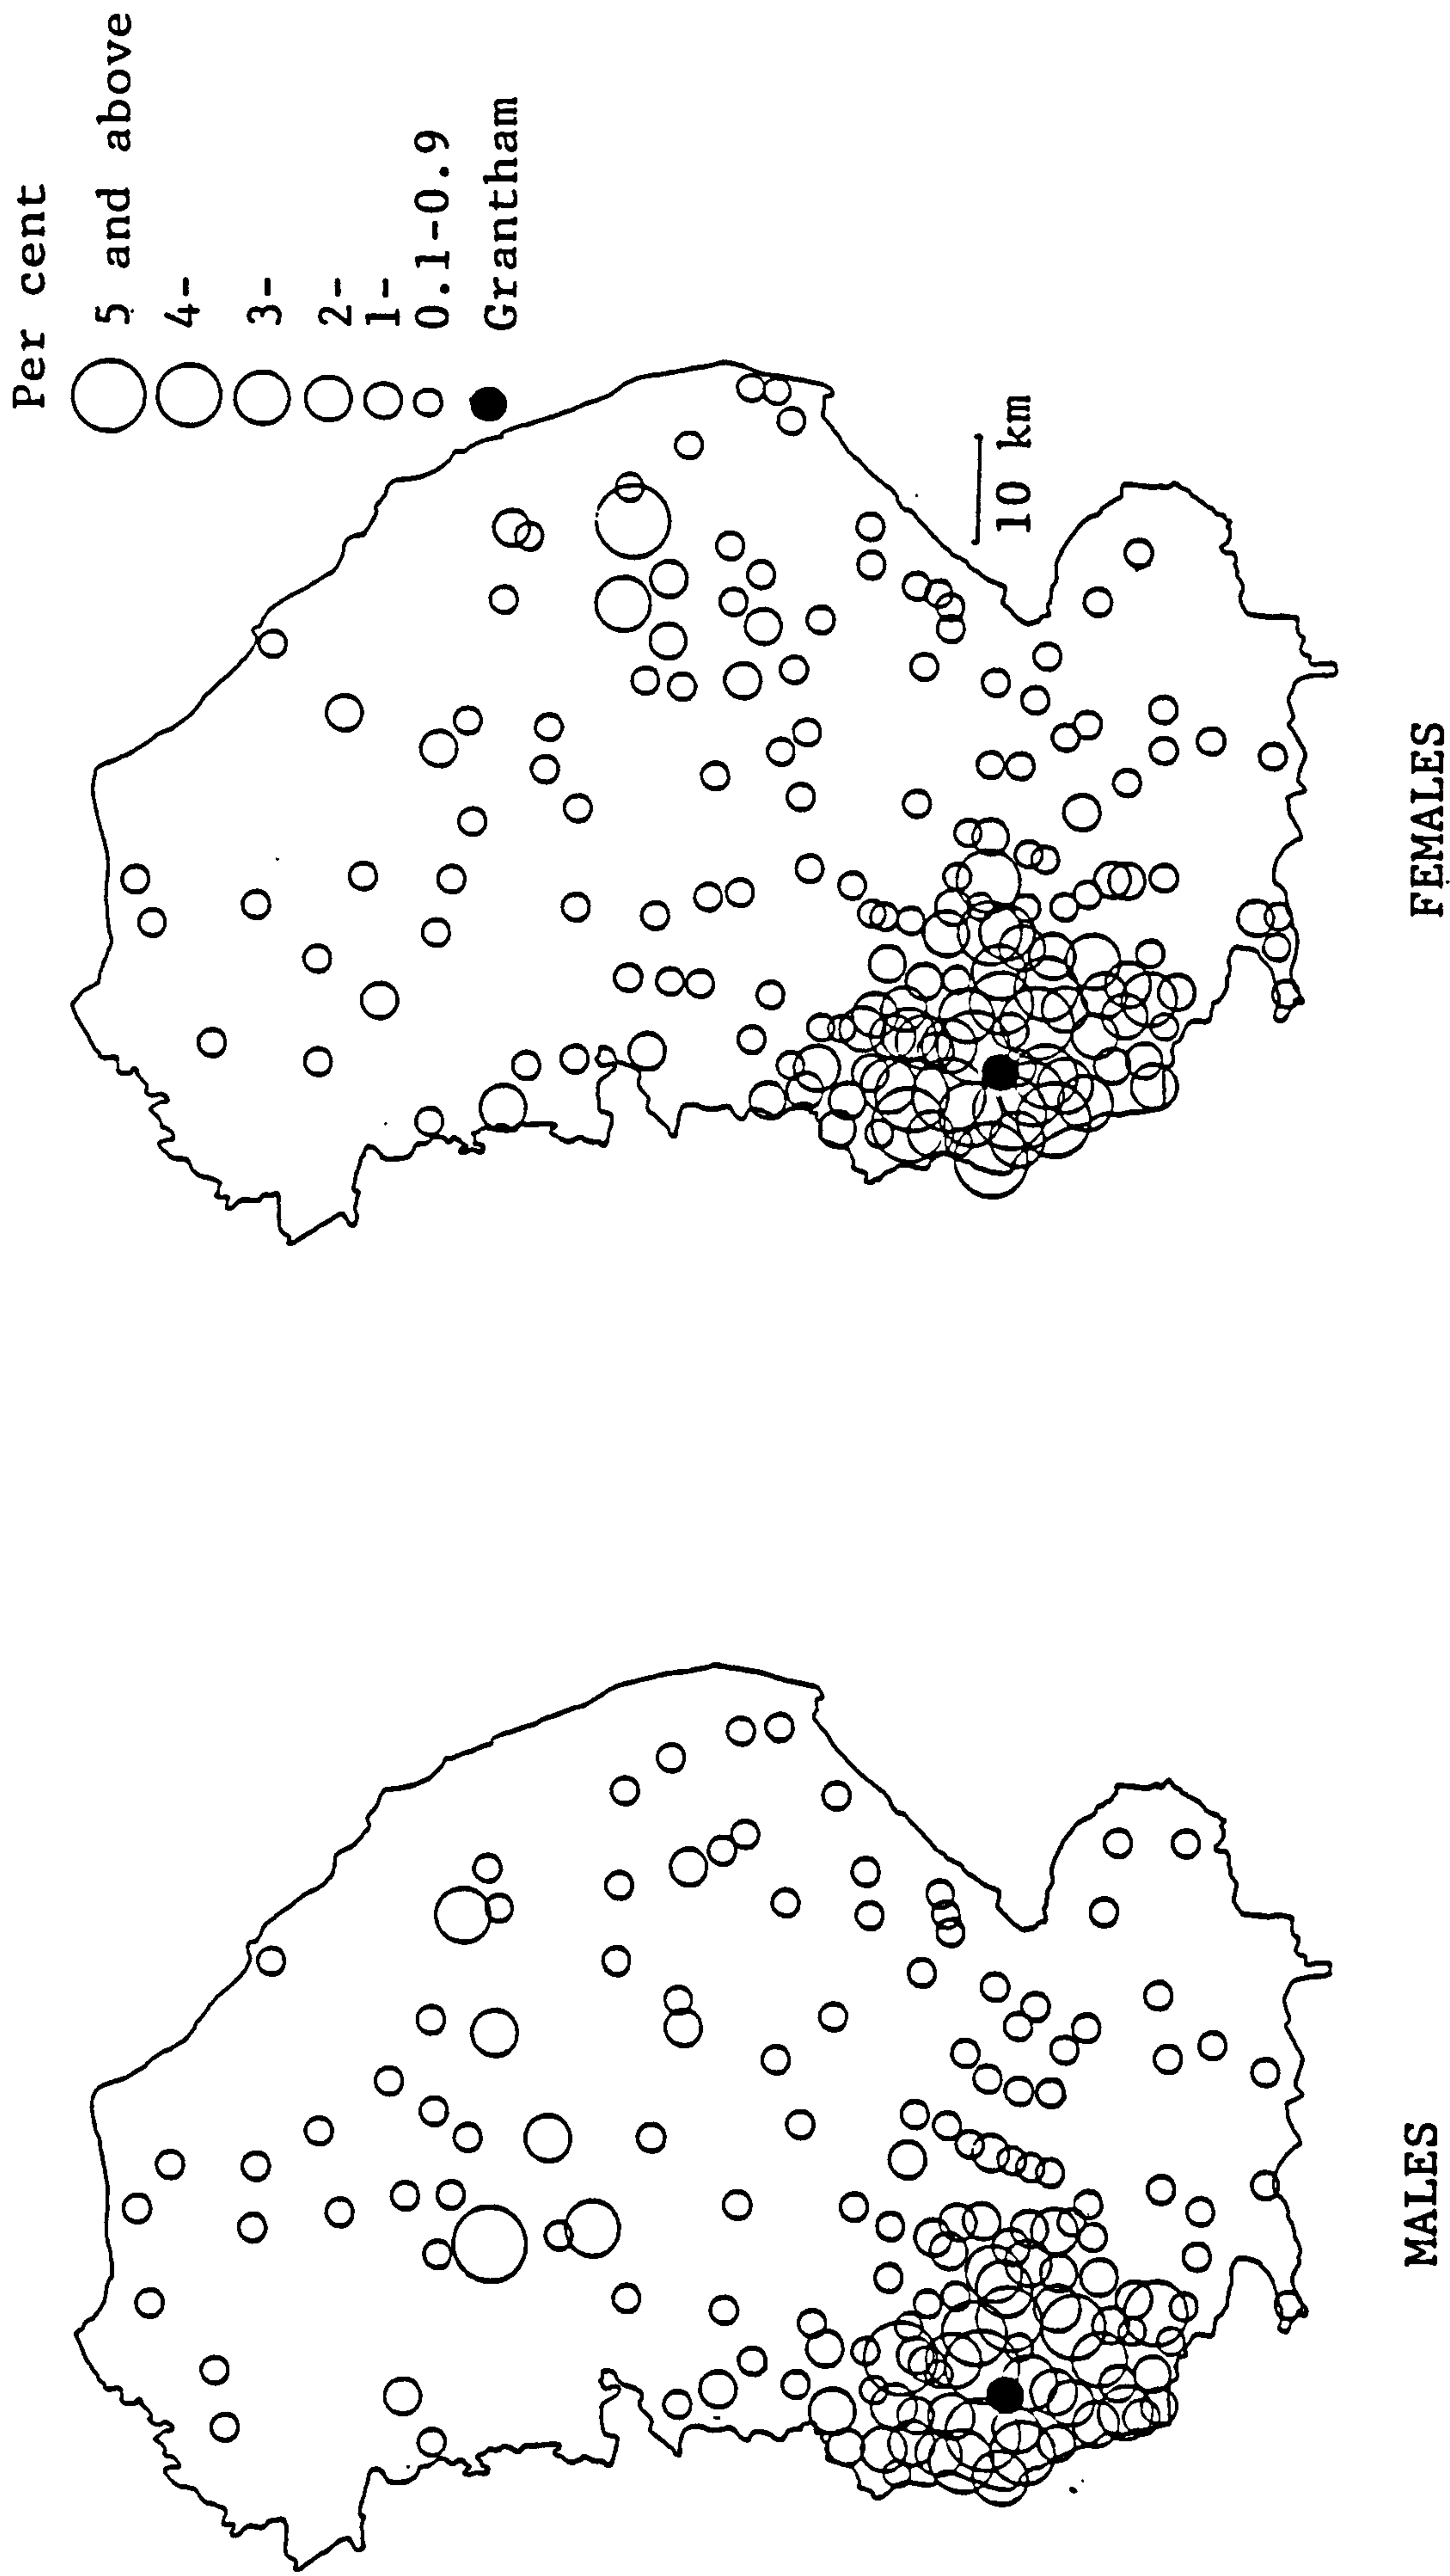 Per cent
5 and above
4-
3-
2-
1-
0.1-0.9
Grantham
10 km
MALES
FEMALES